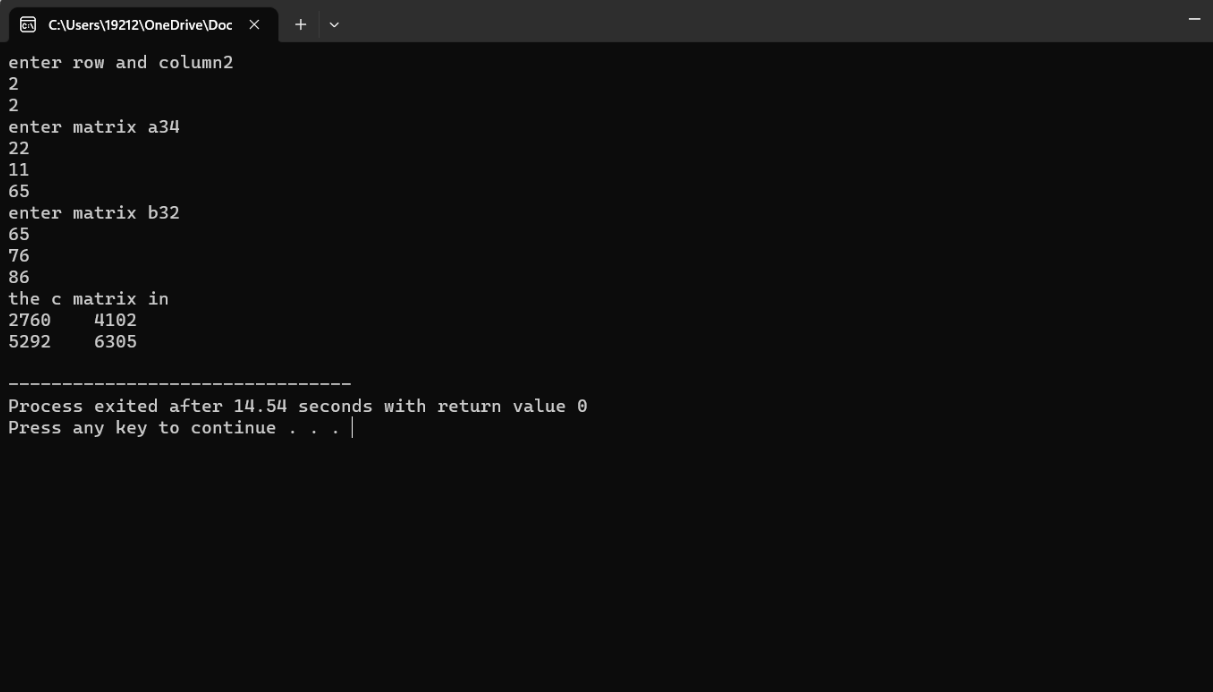 C:\Users\19212\OneDrive\Doc
enter row and column2
2
2
enter matrix a34
22
11
65
enter matrix b32
65
76
86
the c matrix in
2760    4102
5292    6305
--------------------------------
Process exited after 14.54 seconds with return value 0
Press any key to continue . . .